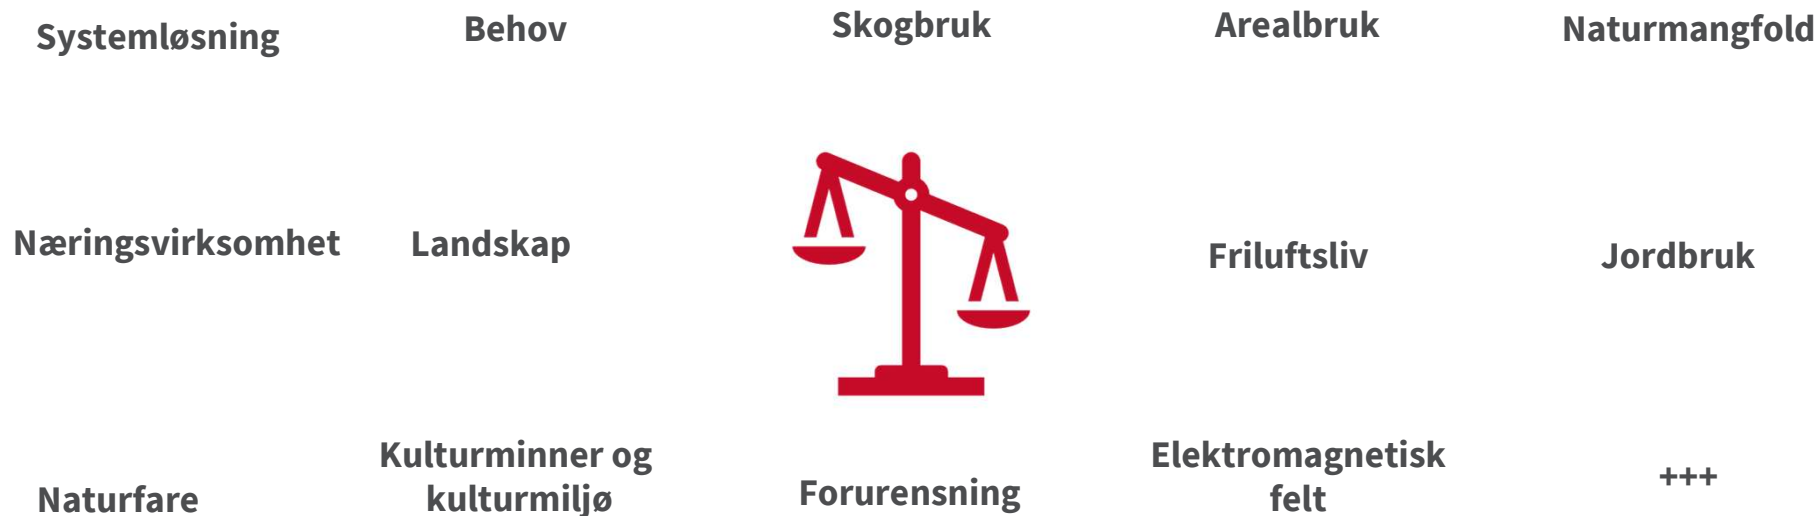 Systemløsning
Behov
Skogbruk
Arealbruk
Naturmangfold
Næringsvirksomhet
Landskap
Friluftsliv
Jordbruk
Naturfare
Kulturminner og
kulturmiljø
Forurensning
Elektromagnetisk
felt
+++